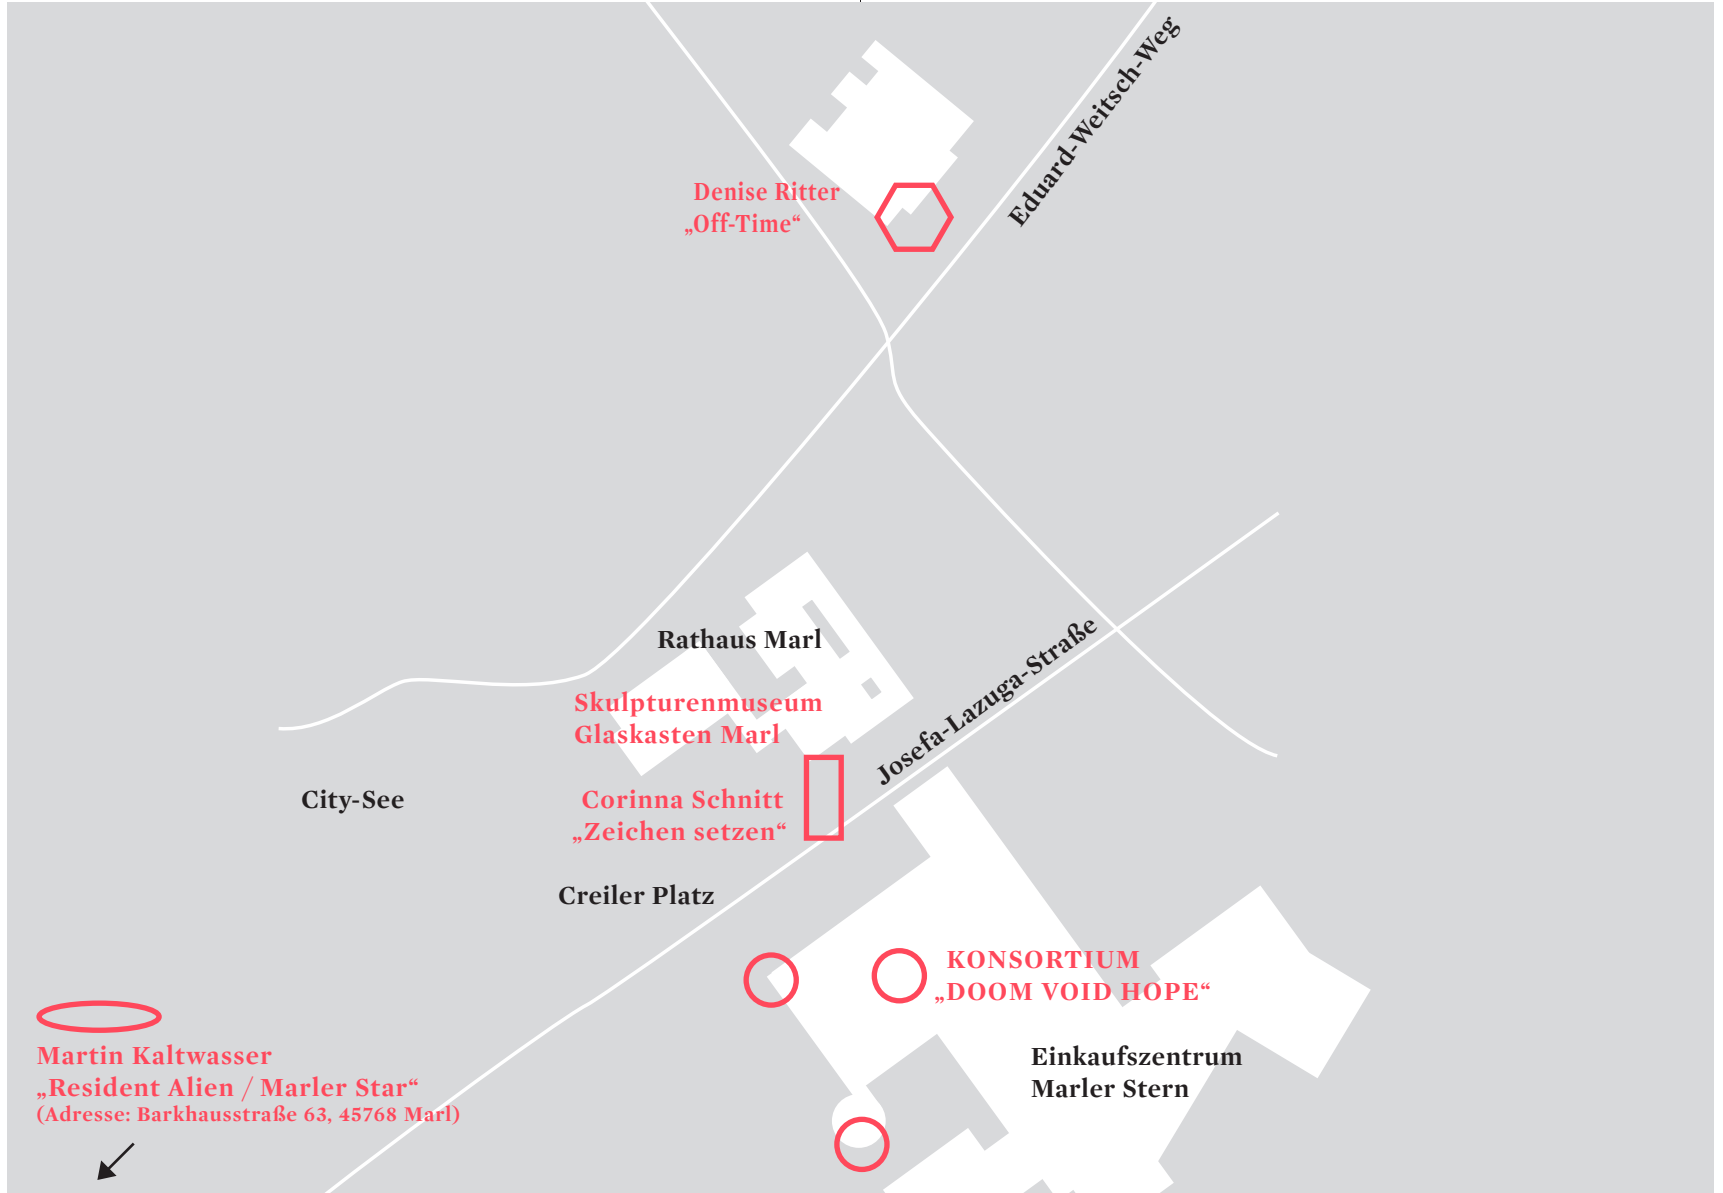 Eduard-Weitsch-Weg
Denise Ritter
„Off-Time“
Rathaus Marl
Josefa-Lazuga-Straße
Skulpturenmuseum
Glaskasten Marl
City-See
Corinna Schnitt
„Zeichen setzen“
Creiler Platz
KONSORTIUM
„DOOM VOID HOPE“
Einkaufszentrum
Marler Stern
Martin Kaltwasser
„Resident Alien / Marler Star“
(Adresse: Barkhausstraße 63, 45768 Marl)